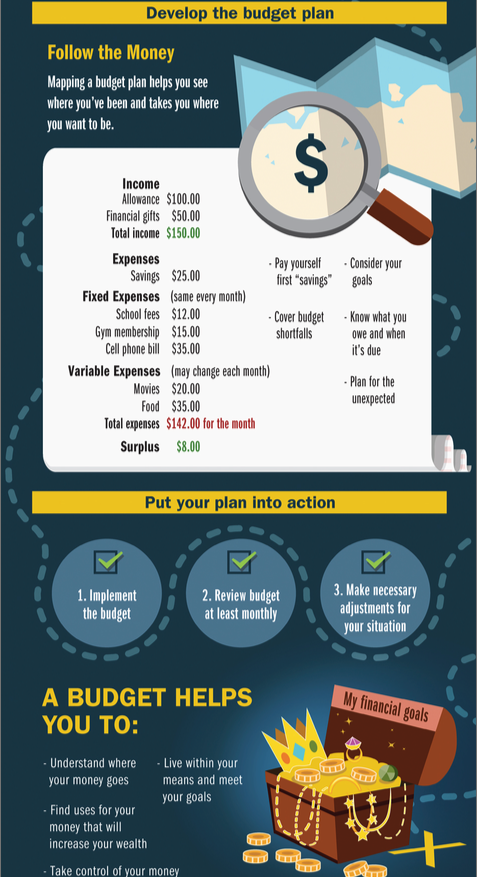 Develop the budget plan
Follow the Money
Mapping a budget plan helps you see
where you've been and takes you where
you want to be.
$
Income
Allowance $100.00
Financial gifts $50.00
Total income $150.00
Expenses
Savings $25.00
Fixed Expenses (same every month)
School fees $12.00
Gym membership $15.00
Cell phone bill $35.00
Variable Expenses (may change each month)
Movies $20.00
Food $35.00
Total expenses $142.00 for the month
Surplus $8.00
- Pay yourself
first “savings”
- Cover budget
shortfalls
- Consider your
goals
- Know what you
owe and when
it's due
- Plan for the
unexpected
Put your plan into action
1. Implement
the budget
2. Review budget
at least monthly
3. Make necessary
adjustments for
your situation
A BUDGET HELPS
YOU TO:
- Understand where
your money goes
- Find uses for your
money that will
increase your wealth
- Take control of your money
- Live within your
means and meet
your goals
My financial goals